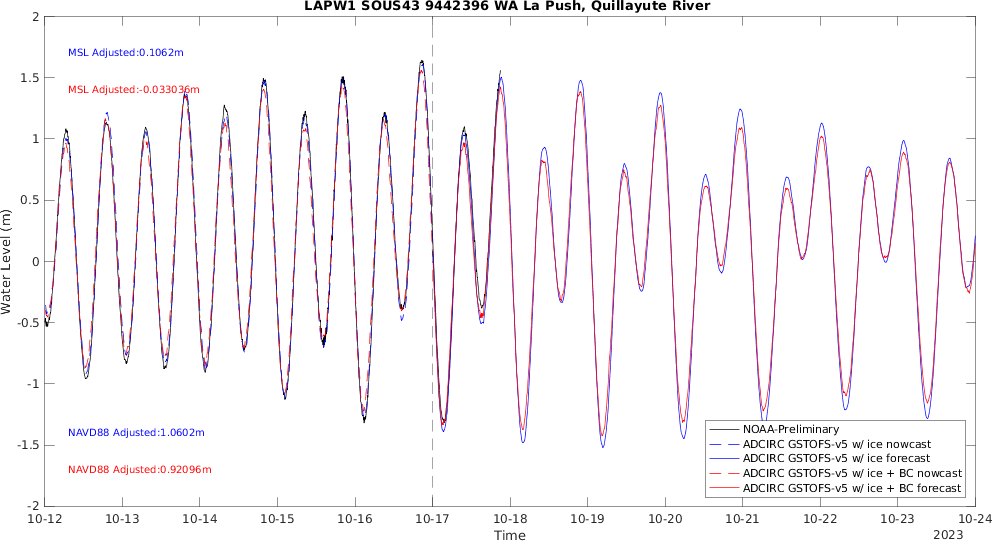 LAPW1 SOUS43 9442396 WA La Push, Quillayute River
2
MSL Adjusted:0.1062m
1.5
MSL Adjusted:-0.033036m
1
0.5
0
Water Level (m)
-0.5
-1
NAVD88 Adjusted:1.0602m
-1.5
NAVD88 Adjusted:0.92096m
-2
NOAA-Preliminary
ADCIRC GSTOFS-v5 w/ ice nowcast
ADCIRC GSTOFS-v5 w/ ice forecast
ADCIRC GSTOFS-v5 w/ ice + BC nowcast
ADCIRC GSTOFS-v5 w/ ice + BC forecast
10-12 10-13 10-14 10-15 10-16 10-17 10-18 10-19 10-20 10-21 10-22 10-23 10-24
Time
2023